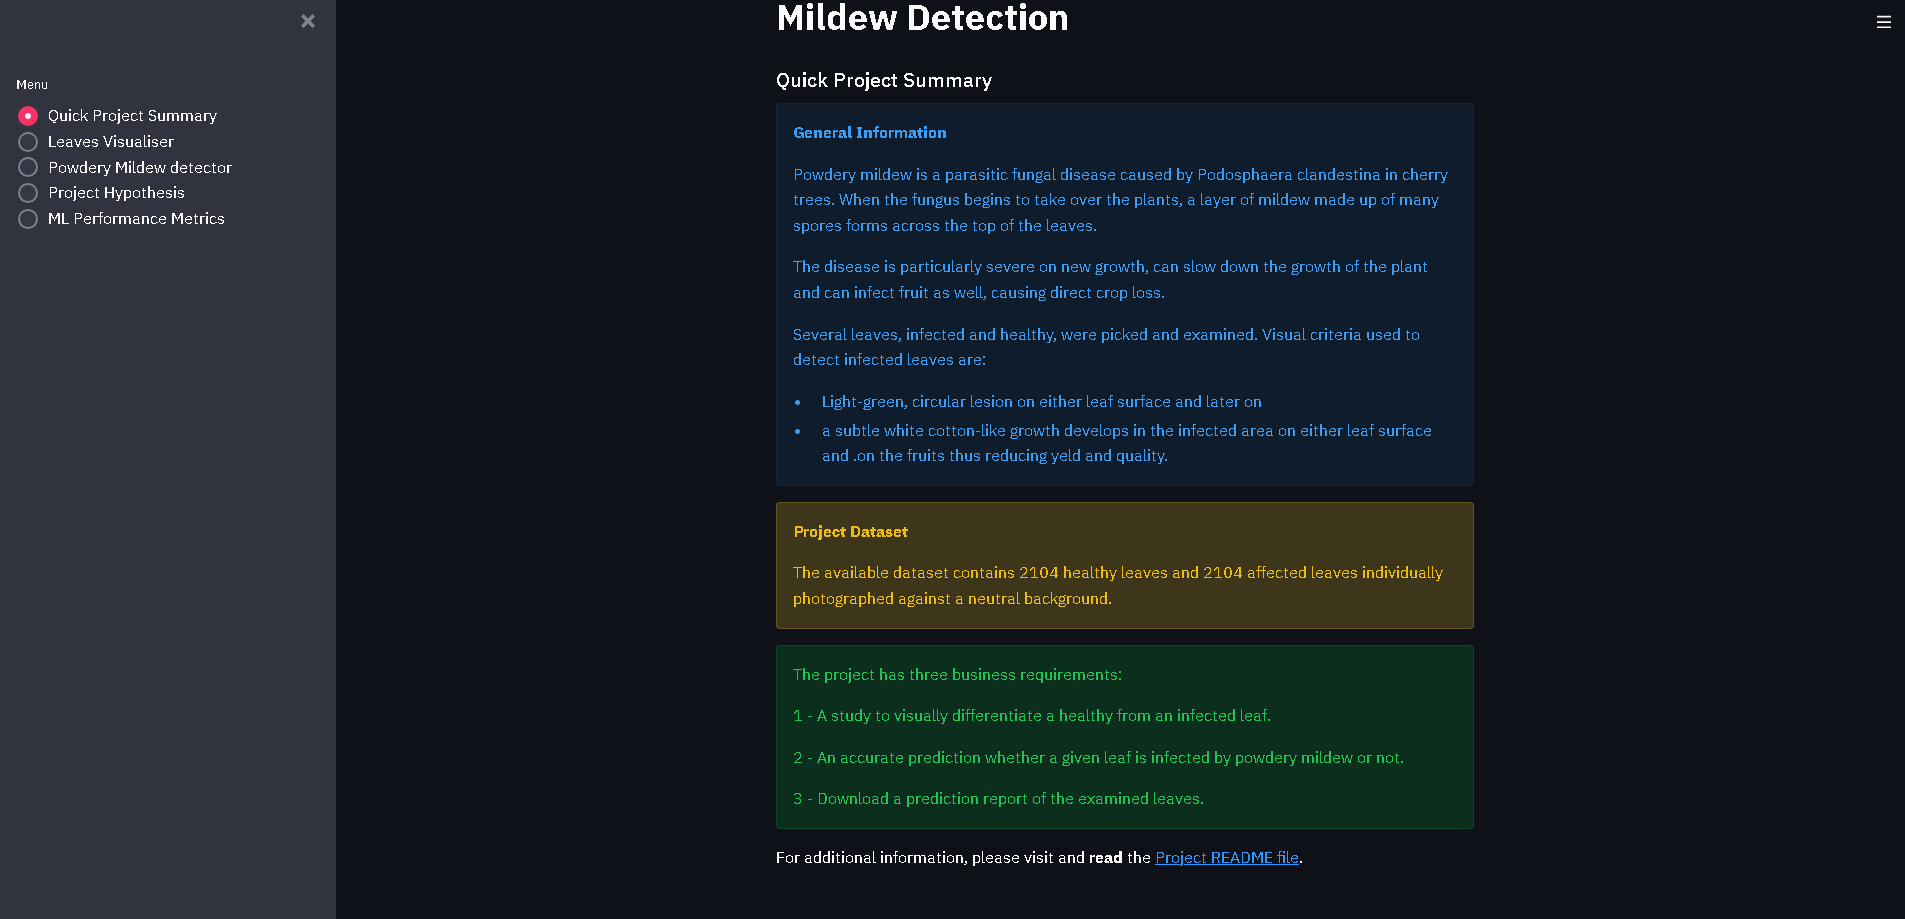 Menu
Quick Project Summary
Leaves Visualiser
Powdery Mildew detector
Project Hypothesis
ML Performance Metrics
Mildew Detection
Quick Project Summary
General Information
Powdery mildew is a parasitic fungal disease caused by Podosphaera clandestina in cherry
trees. When the fungus begins to take over the plants, a layer of mildew made up of many
spores forms across the top of the leaves.
The disease is particularly severe on new growth, can slow down the growth of the plant
and can infect fruit as well, causing direct crop loss.
Several leaves, infected and healthy, were picked and examined. Visual criteria used to
detect infected leaves are:
• Light-green, circular lesion on either leaf surface and later on
• a subtle white cotton-like growth develops in the infected area on either leaf surface
and .on the fruits thus reducing yeld and quality.
Project Dataset
The available dataset contains 2104 healthy leaves and 2104 affected leaves individually
photographed against a neutral background.
The project has three business requirements:
1 - A study to visually differentiate a healthy from an infected leaf.
2 - An accurate prediction whether a given leaf is infected by powdery mildew or not.
3 - Download a prediction report of the examined leaves.
For additional information, please visit and read the Project README file.